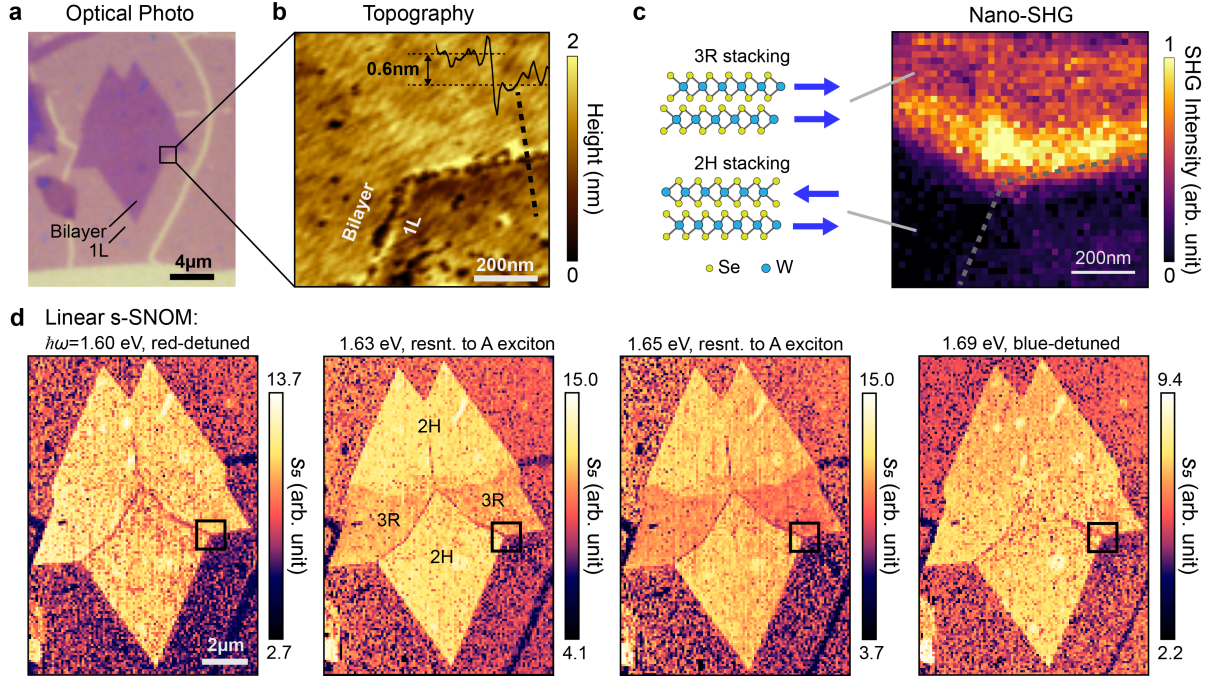 a
Optical Photo
Bilayer
1L
4μm
b
Topography
0.6nm
Bilayer
1L
200nm
2
Height (nm)
0
c
3R stacking
2H stacking
Se
W
Nano-SHG
200nm
1
SHG Intensity (arb. unit)
0
d
Linear s-SNOM:
ℏω=1.60 eV, red-detuned
2μm
13.7
S₅ (arb. unit)
2.7
1.63 eV, resnt. to A exciton
2H
3R
3R
2H
15.0
S₅ (arb. unit)
4.1
1.65 eV, resnt. to A exciton
15.0
S₅ (arb. unit)
3.7
1.69 eV, blue-detuned
9.4
S₅ (arb. unit)
2.2